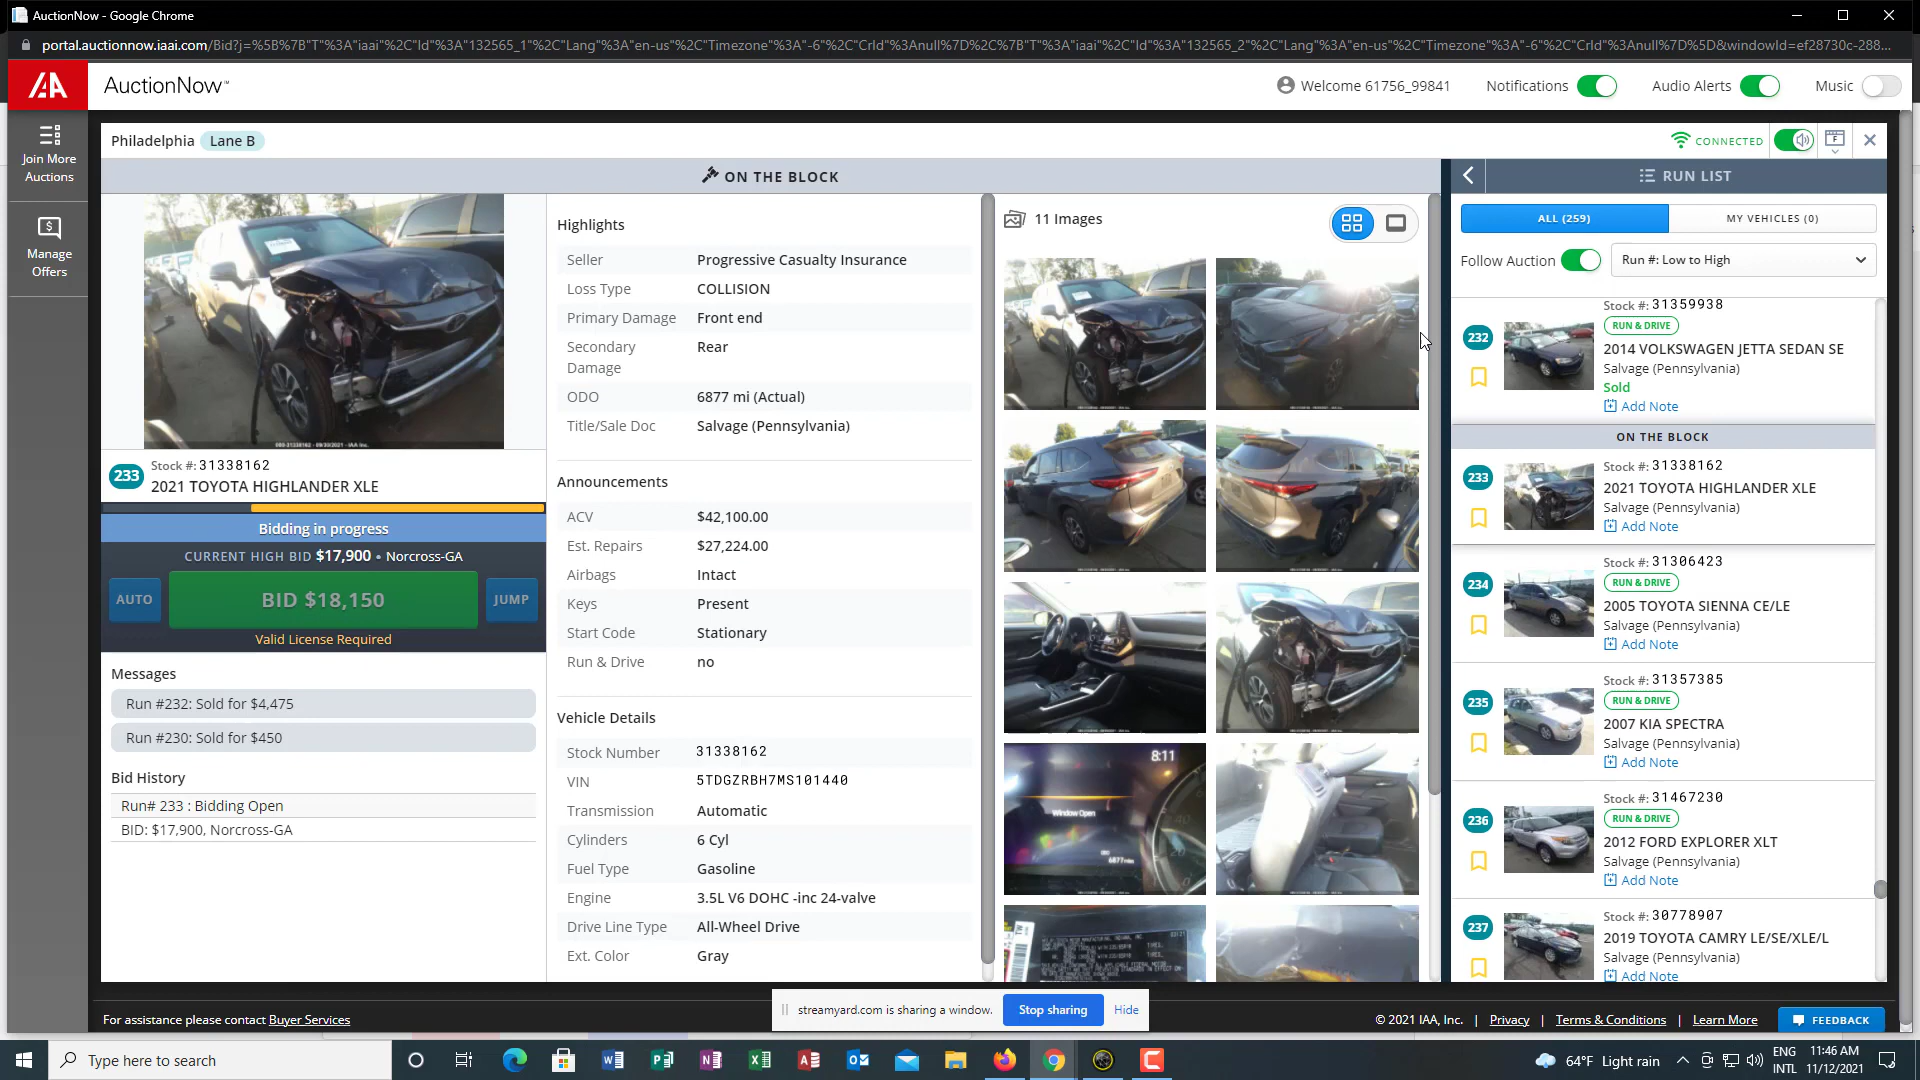 AuctionNow - Google Chrome
portal.auctionnow.iaai.com/Bid?j=%5B%7B"T"%3A"iaai"%2C"Id"%3A"132565_1"%2C"Lang"%3A"en-us"%2C"Timezone"%3A"-6"%2C"CrId"%3Anull%7D%2C%7B"T"%3A"iaai"%2C"Id"%3A"132565_2"%2C"Lang"%3A"en-us"%2C"Timezone"%3A"-6"%2C"CrId"%3Anull%7D%5D&windowId=ef28730c-288...
IAA
AuctionNow™
Welcome 61756_99841
Notifications
Audio Alerts
Music
Join More
Auctions
Manage
Offers
Philadelphia Lane B
CONNECTED
ON THE BLOCK
233
Stock #: 31338162
2021 TOYOTA HIGHLANDER XLE
Bidding in progress
CURRENT HIGH BID $17,900 • Norcross-GA
AUTO
BID $18,150
JUMP
Valid License Required
Messages
Run #232: Sold for $4,475
Run #230: Sold for $450
Bid History
Run# 233 : Bidding Open
BID: $17,900, Norcross-GA
Highlights
Seller Progressive Casualty Insurance
Loss Type COLLISION
Primary Damage Front end
Secondary Damage Rear
ODO 6877 mi (Actual)
Title/Sale Doc Salvage (Pennsylvania)
Announcements
ACV $42,100.00
Est. Repairs $27,224.00
Airbags Intact
Keys Present
Start Code Stationary
Run & Drive no
Vehicle Details
Stock Number 31338162
VIN 5TDGZRBH7MS101440
Transmission Automatic
Cylinders 6 Cyl
Fuel Type Gasoline
Engine 3.5L V6 DOHC -inc 24-valve
Drive Line Type All-Wheel Drive
Ext. Color Gray
11 Images
8:11
Window Open
RUN LIST
ALL (259)
MY VEHICLES (0)
Follow Auction
Run #: Low to High
232
Stock #: 31359938
RUN & DRIVE
2014 VOLKSWAGEN JETTA SEDAN SE
Salvage (Pennsylvania)
Sold
Add Note
ON THE BLOCK
233
Stock #: 31338162
2021 TOYOTA HIGHLANDER XLE
Salvage (Pennsylvania)
Add Note
234
Stock #: 31306423
RUN & DRIVE
2005 TOYOTA SIENNA CE/LE
Salvage (Pennsylvania)
Add Note
235
Stock #: 31357385
RUN & DRIVE
2007 KIA SPECTRA
Salvage (Pennsylvania)
Add Note
236
Stock #: 31467230
RUN & DRIVE
2012 FORD EXPLORER XLT
Salvage (Pennsylvania)
Add Note
237
Stock #: 30778907
2019 TOYOTA CAMRY LE/SE/XLE/L
Salvage (Pennsylvania)
Add Note
For assistance please contact Buyer Services
streamyard.com is sharing a window.
Stop sharing
Hide
© 2021 IAA, Inc. | Privacy | Terms & Conditions | Learn More
FEEDBACK
Type here to search
64°F Light rain
ENG
INTL
11:46 AM
11/12/2021